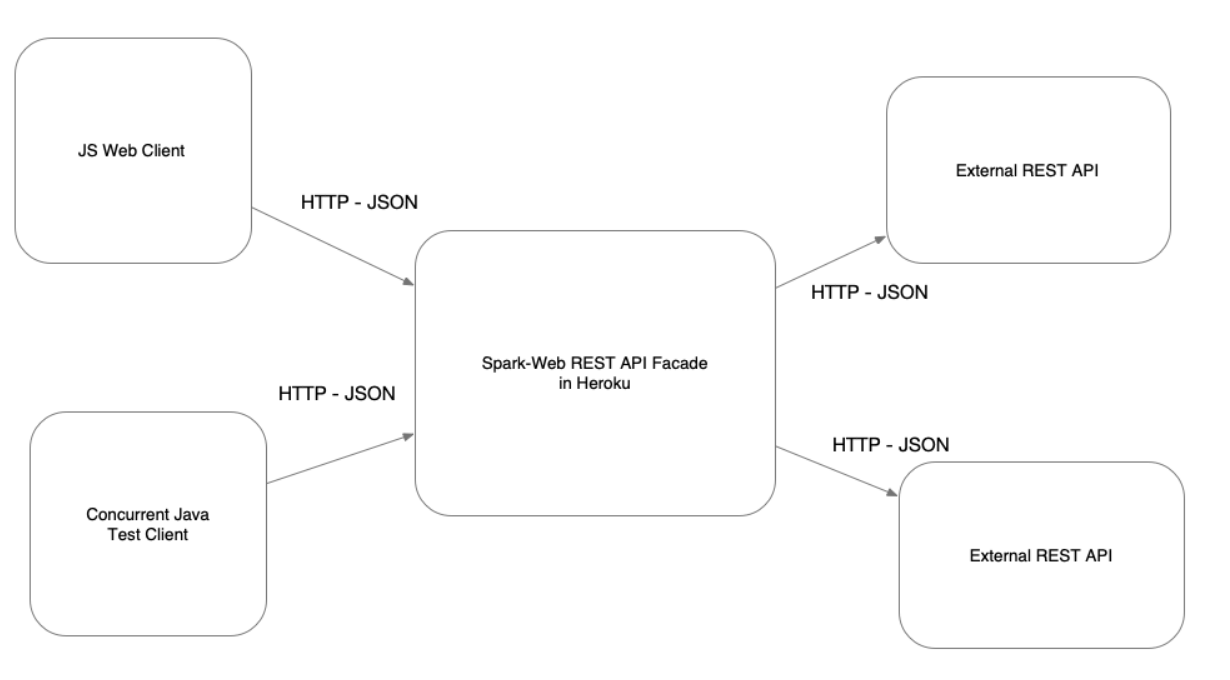 JS Web Client
External REST API
HTTP - JSON
HTTP - JSON
Spark-Web REST API Facade
in Heroku
HTTP - JSON
HTTP - JSON
Concurrent Java
Test Client
External REST API